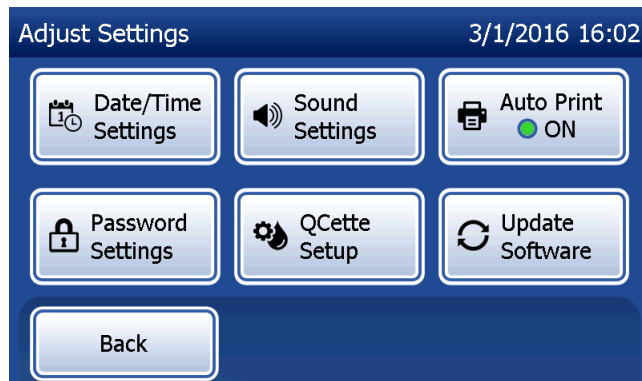 Adjust Settings 3/1/2016 16:02
Date/Time
Settings
Sound
Settings
Auto Print
ON
Password
Settings
QCette
Setup
Update
Software
Back